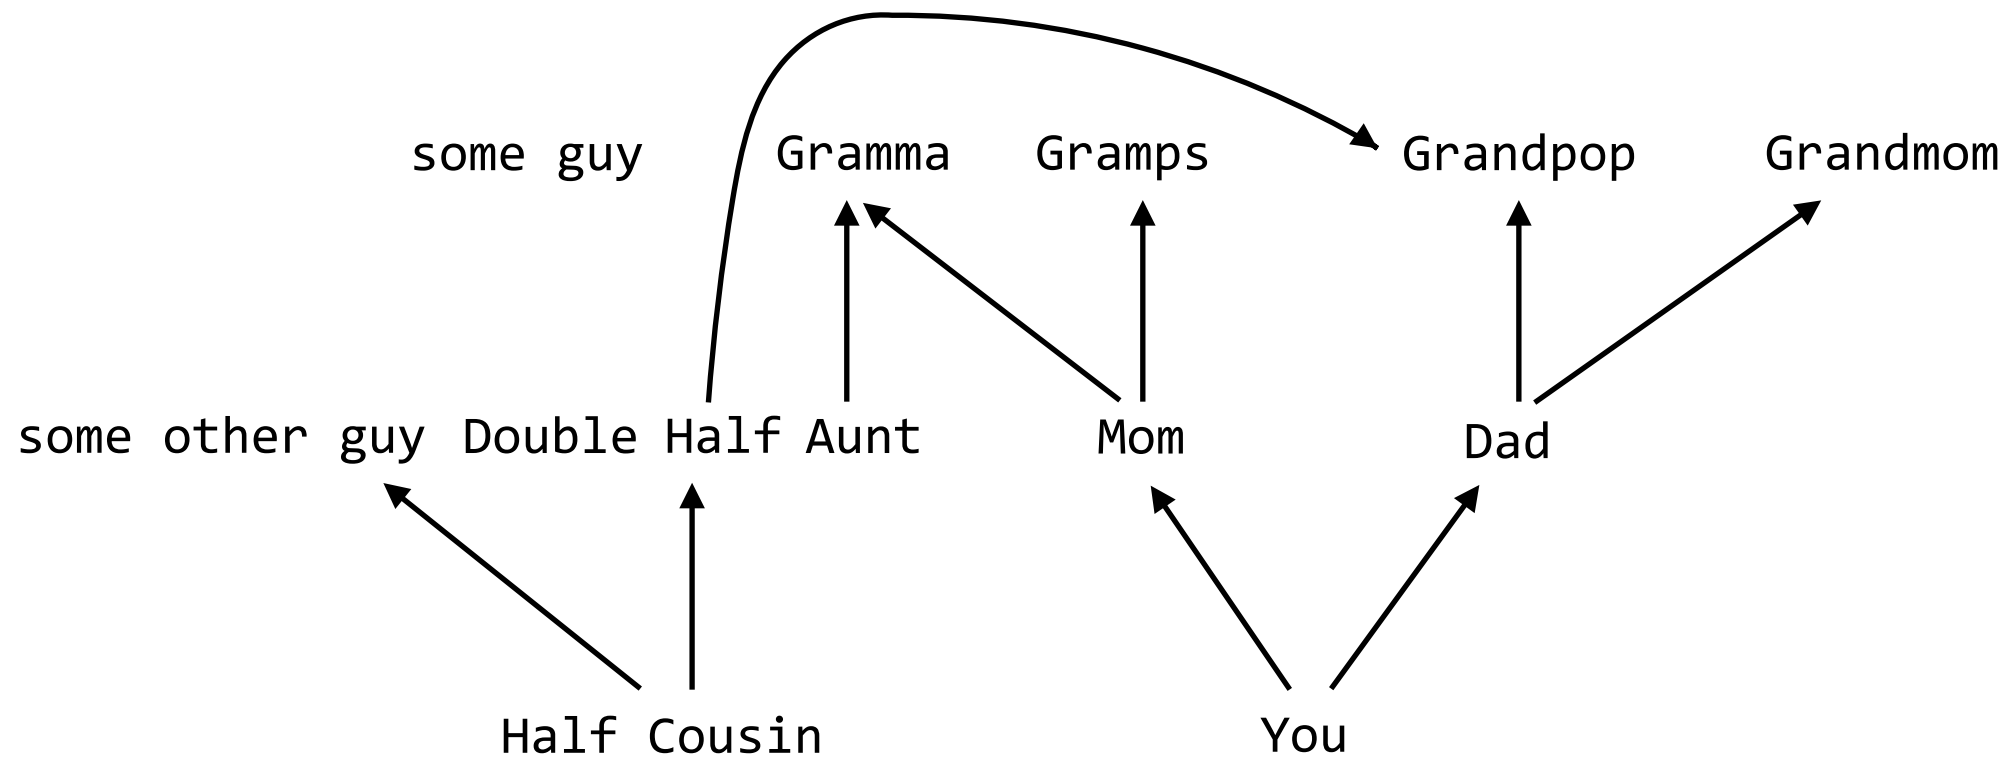 some guy Gramma Gramps Grandpop Grandmom
some other guy Double Half Aunt Mom Dad
Half Cousin You